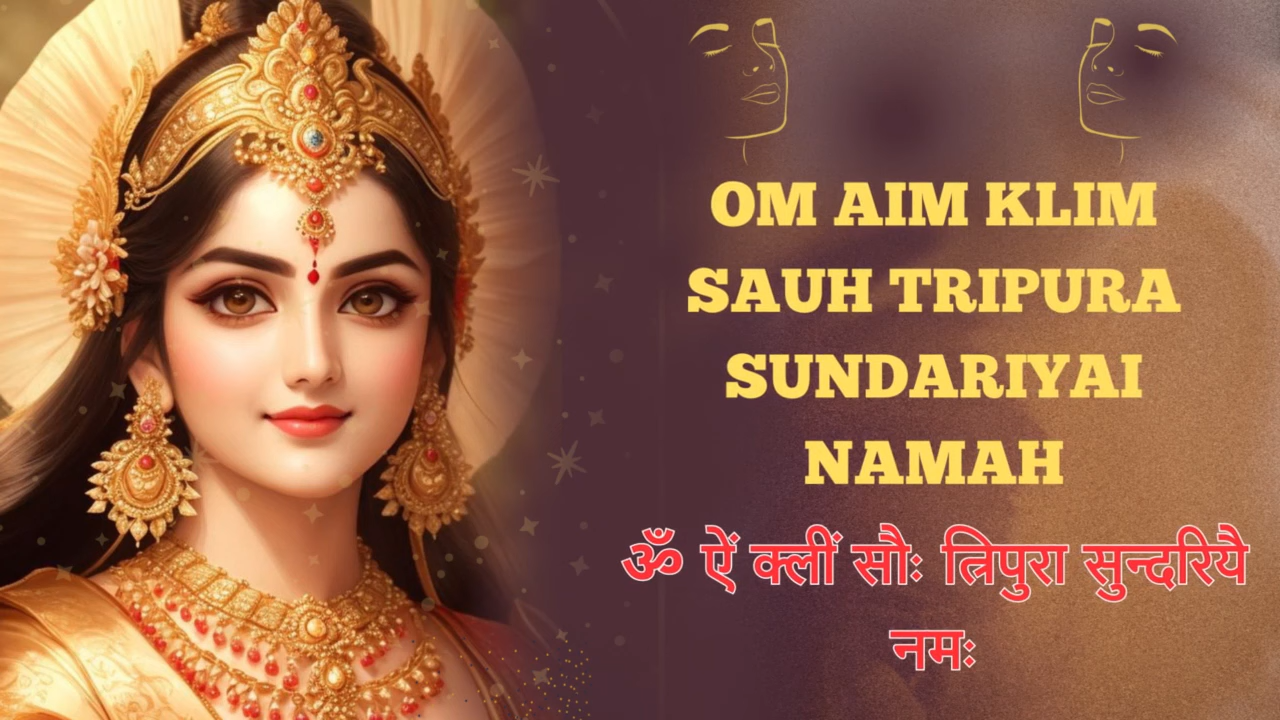 OM AIM KLIM
SAUH TRIPURA
SUNDARIYAI
NAMAH
ॐ ऐं क्लीं सौः त्रिपुरा सुन्दरियै
नमः